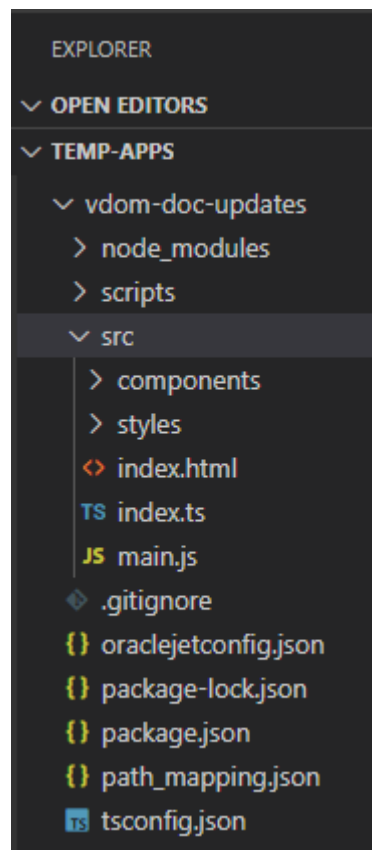 EXPLORER
OPEN EDITORS
TEMP-APPS
vdom-doc-updates
node_modules
scripts
src
components
styles
<> index.html
TS index.ts
JS main.js
.gitignore
{} oraclejetconfig.json
{} package-lock.json
{} package.json
{} path_mapping.json
TS tsconfig.json